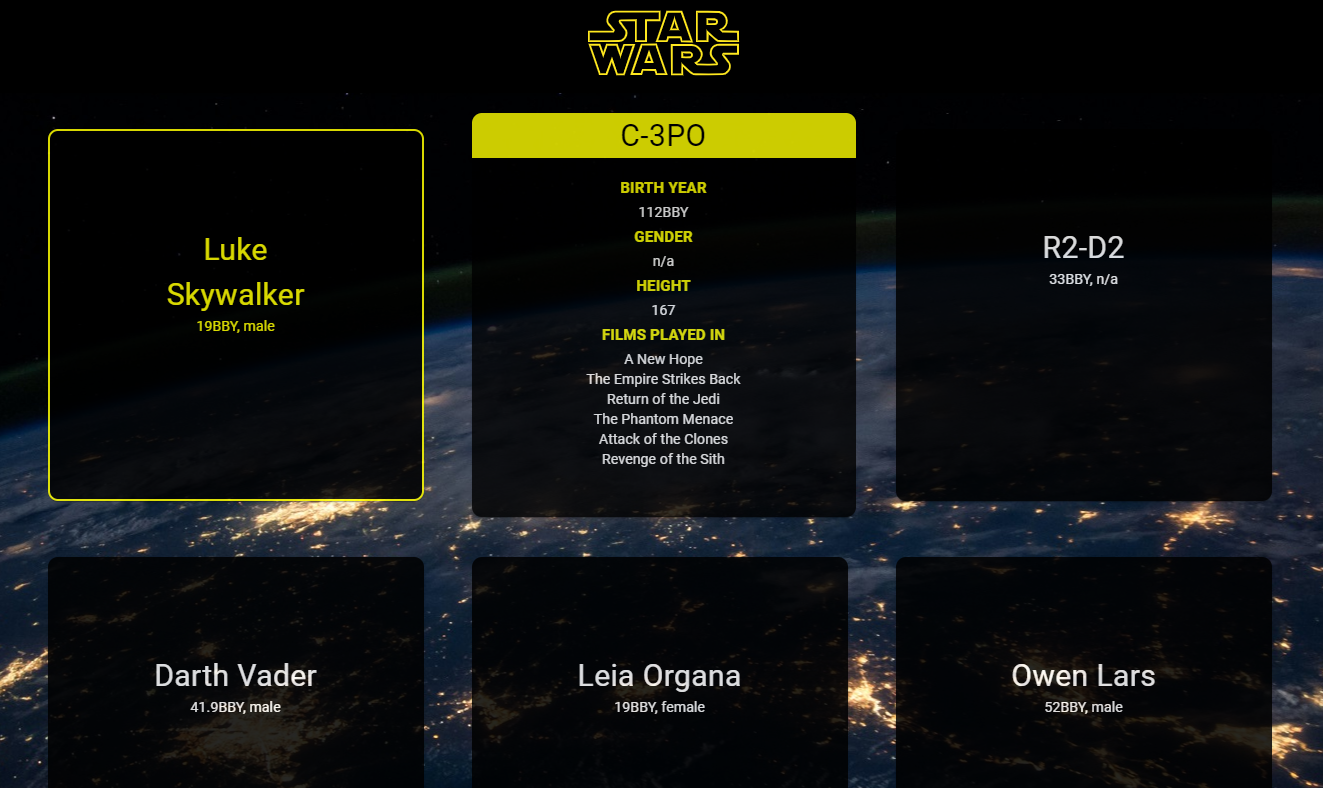 STAR
WARS
Luke
Skywalker
19BBY, male
C-3PO
BIRTH YEAR
112BBY
GENDER
n/a
HEIGHT
167
FILMS PLAYED IN
A New Hope
The Empire Strikes Back
Return of the Jedi
The Phantom Menace
Attack of the Clones
Revenge of the Sith
R2-D2
33BBY, n/a
Darth Vader
41.9BBY, male
Leia Organa
19BBY, female
Owen Lars
52BBY, male